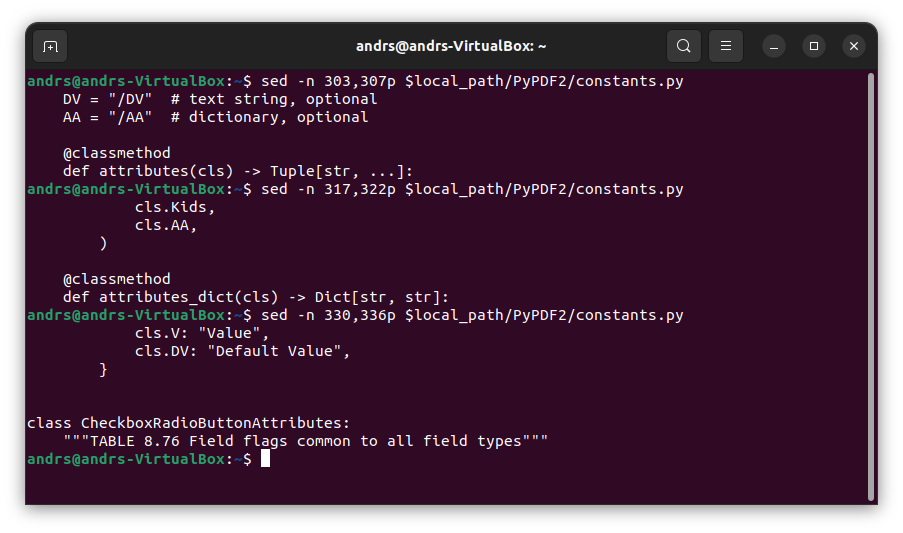 andrs@andrs-VirtualBox: ~
andrs@andrs-VirtualBox:~$ sed -n 303,307p $local_path/PyPDF2/constants.py
    DV = "/DV"  # text string, optional
    AA = "/AA"  # dictionary, optional

    @classmethod
    def attributes(cls) -> Tuple[str, ...]:
andrs@andrs-VirtualBox:~$ sed -n 317,322p $local_path/PyPDF2/constants.py
            cls.Kids,
            cls.AA,
        )

    @classmethod
    def attributes_dict(cls) -> Dict[str, str]:
andrs@andrs-VirtualBox:~$ sed -n 330,336p $local_path/PyPDF2/constants.py
            cls.V: "Value",
            cls.DV: "Default Value",
        }


class CheckboxRadioButtonAttributes:
    """TABLE 8.76 Field flags common to all field types"""
andrs@andrs-VirtualBox:~$